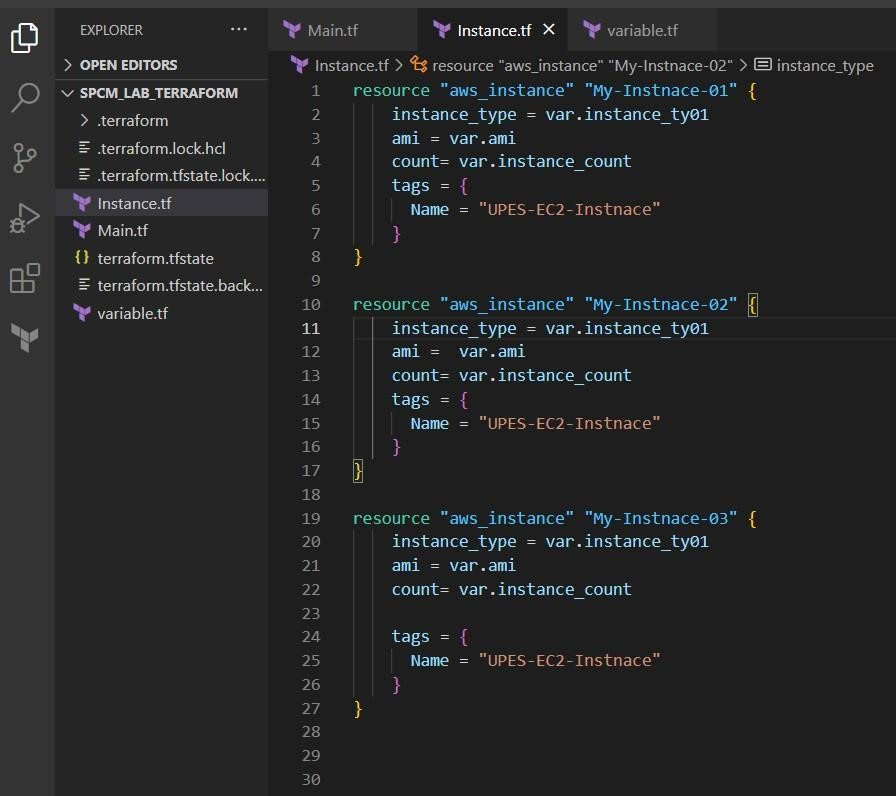 EXPLORER ...
OPEN EDITORS
SPCM_LAB_TERRAFORM
.terraform
.terraform.lock.hcl
.terraform.tfstate.lock....
Instance.tf
Main.tf
{} terraform.tfstate
terraform.tfstate.back...
variable.tf
Main.tf Instance.tf × variable.tf
Instance.tf > resource "aws_instance" "My-Instnace-02" > instance_type
1 resource "aws_instance" "My-Instnace-01" {
2 instance_type = var.instance_ty01
3 ami = var.ami
4 count= var.instance_count
5 tags = {
6 Name = "UPES-EC2-Instnace"
7 }
8 }
9
10 resource "aws_instance" "My-Instnace-02" {
11 instance_type = var.instance_ty01
12 ami =  var.ami
13 count= var.instance_count
14 tags = {
15 Name = "UPES-EC2-Instnace"
16 }
17 }
18
19 resource "aws_instance" "My-Instnace-03" {
20 instance_type = var.instance_ty01
21 ami = var.ami
22 count= var.instance_count
23
24 tags = {
25 Name = "UPES-EC2-Instnace"
26 }
27 }
28
29
30